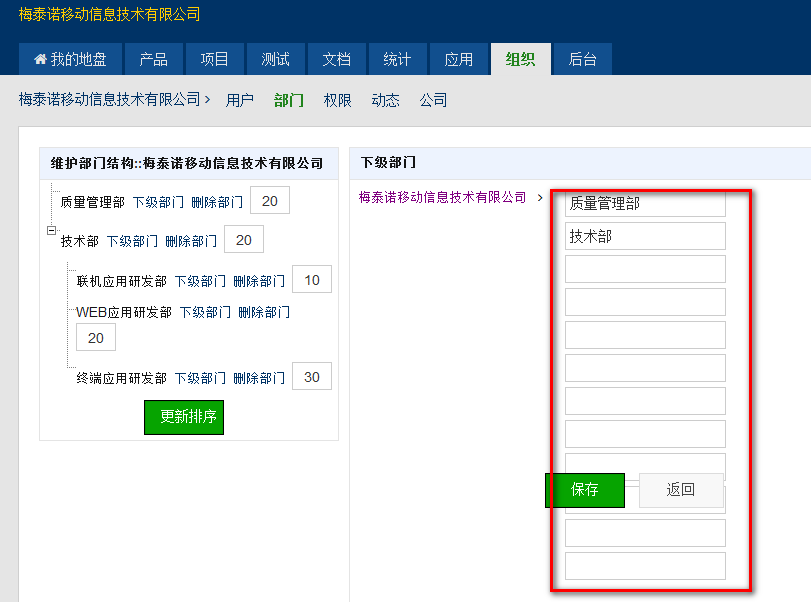 梅泰诺移动信息技术有限公司
我的地盘 产品 项目 测试 文档 统计 应用 组织 后台
梅泰诺移动信息技术有限公司 > 用户 部门 权限 动态 公司
维护部门结构::梅泰诺移动信息技术有限公司
质量管理部 下级部门 删除部门 20
技术部 下级部门 删除部门 20
联机应用研发部 下级部门 删除部门 10
WEB应用研发部 下级部门 删除部门
20
终端应用研发部 下级部门 删除部门 30
更新排序
下级部门
梅泰诺移动信息技术有限公司 > 质量管理部
技术部
保存 返回